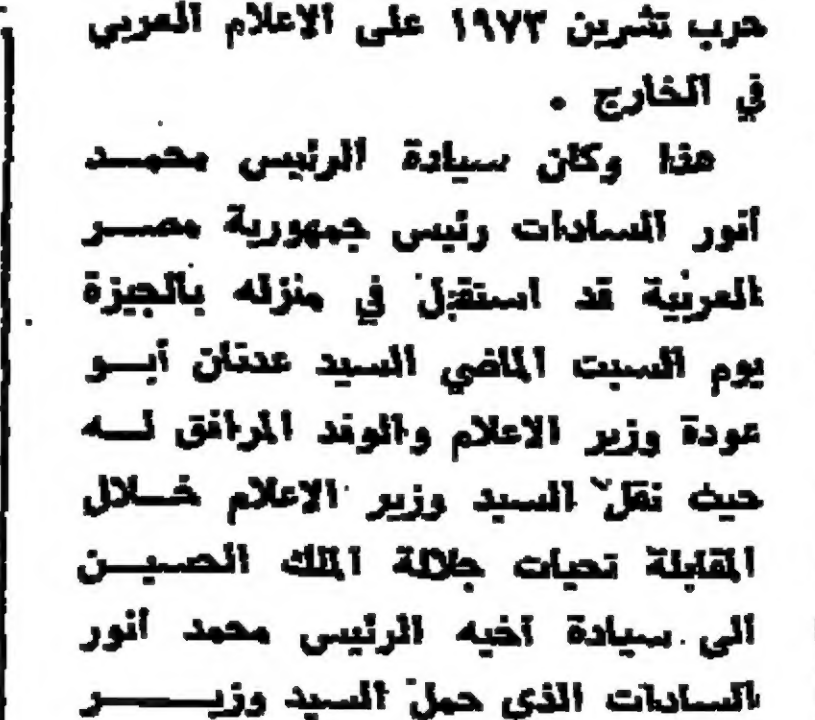 حرب تشرين ١٩٧٣ على الاعلام العربي
في الخارج .
هذا وكان سيادة الرئيس محمد
أنور السادات رئيس جمهورية مصر
العربية قد استقبل في منزله بالجيزة
يوم السبت الماضي السيد عدنان أبو
عودة وزير الاعلام والوفد المرافق له
حيث نقل السيد وزير الاعلام خلال
المقابلة تحيات جلالة الملك الحسين
الى سيادة اخيه الرئيس محمد انور
السادات الذي حمل السيد وزير